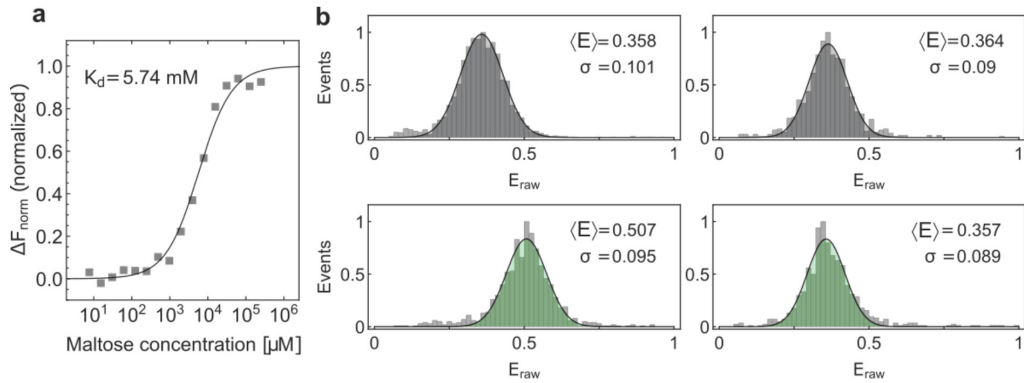 a
K_d = 5.74 mM
ΔF_norm (normalized)
1.0
0.8
0.6
0.4
0.2
0.0
10^1 10^2 10^3 10^4 10^5 10^6
Maltose concentration [µM]
b
⟨E⟩=0.358
σ = 0.101
Events
1
0.5
0
0 0.5 1
E_raw
⟨E⟩=0.364
σ = 0.09
1
0.5
0
0 0.5 1
E_raw
⟨E⟩=0.507
σ = 0.095
Events
1
0.5
0
0 0.5 1
E_raw
⟨E⟩=0.357
σ = 0.089
1
0.5
0
0 0.5 1
E_raw